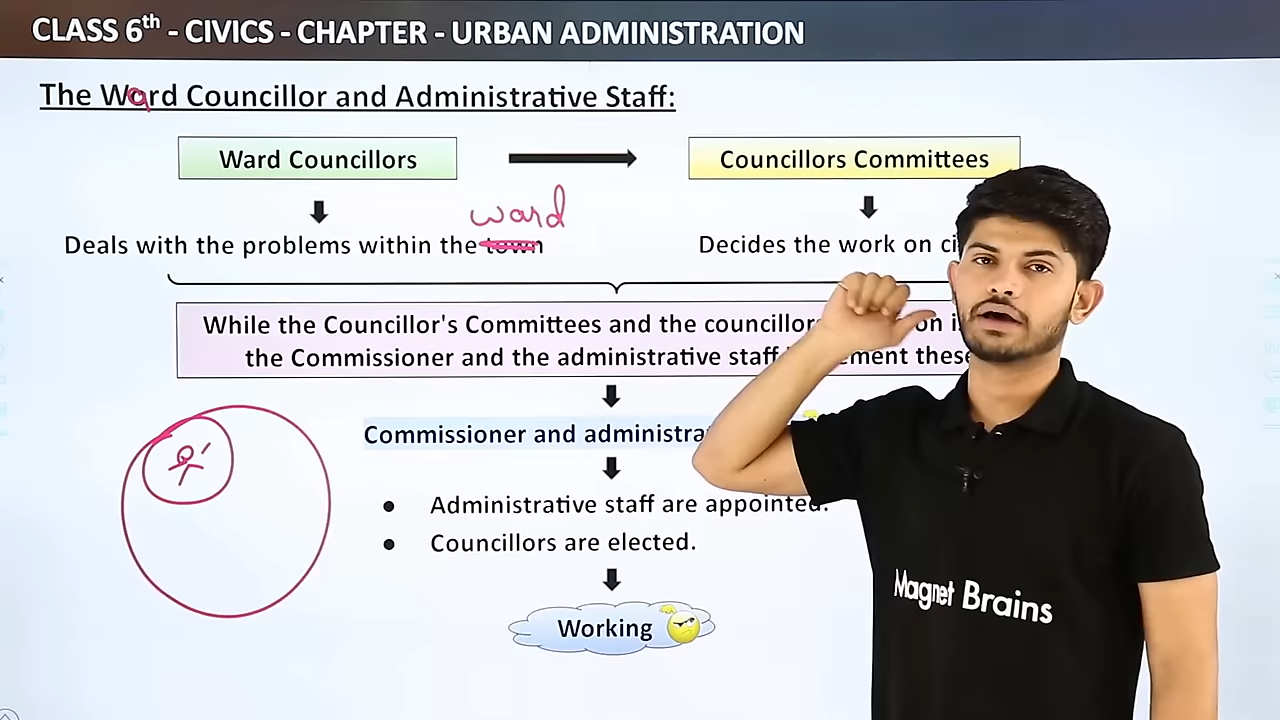 CLASS 6th - CIVICS - CHAPTER - URBAN ADMINISTRATION
The Ward Councillor and Administrative Staff:
Ward Councillors
Councillors Committees
ward
Deals with the problems within the town
Decides the work on
While the Councillor's Committees and the councillor
the Commissioner and the administrative staff these
Commissioner and
Administrative staff are appointed.
Councillors are elected.
Working
Magnet Brains